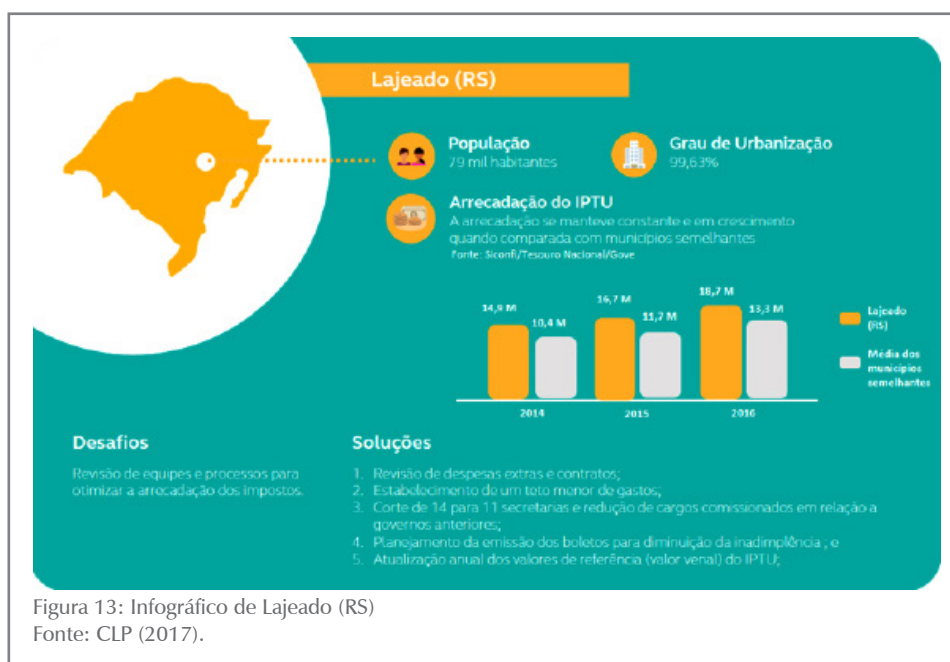 Lajeado (RS)
População
79 mil habitantes
Grau de Urbanização
99,63%
Arrecadação do IPTU
A arrecadação se manteve constante e em crescimento
quando comparada com municípios semelhantes
Fonte: Siconfi/Tesouro Nacional/Gove
14,9 M
10,4 M
16,7 M
11,7 M
18,7 M
13,3 M
Lajeado
(RS)
Média dos
municípios
semelhantes
2014
2015
2016
Desafios
Revisão de equipes e processos para
otimizar a arrecadação dos impostos.
Soluções
1. Revisão de despesas extras e contratos;
2. Estabelecimento de um teto menor de gastos;
3. Corte de 14 para 11 secretarias e redução de cargos comissionados em relação a
governos anteriores;
4. Planejamento da emissão dos boletos para diminuição da inadimplência ; e
5. Atualização anual dos valores de referência (valor venal) do IPTU;
Figura 13: Infográfico de Lajeado (RS)
Fonte: CLP (2017).